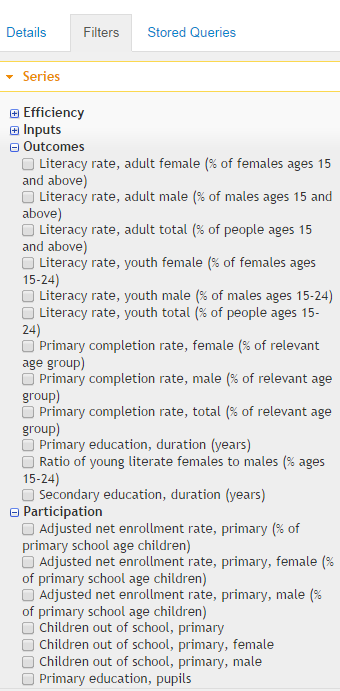 Details Filters Stored Queries
Series
Efficiency
Inputs
Outcomes
Literacy rate, adult female (% of females ages 15
and above)
Literacy rate, adult male (% of males ages 15 and
above)
Literacy rate, adult total (% of people ages 15
and above)
Literacy rate, youth female (% of females ages
15-24)
Literacy rate, youth male (% of males ages 15-24)
Literacy rate, youth total (% of people ages 15-
24)
Primary completion rate, female (% of relevant
age group)
Primary completion rate, male (% of relevant age
group)
Primary completion rate, total (% of relevant age
group)
Primary education, duration (years)
Ratio of young literate females to males (% ages
15-24)
Secondary education, duration (years)
Participation
Adjusted net enrollment rate, primary (% of
primary school age children)
Adjusted net enrollment rate, primary, female (%
of primary school age children)
Adjusted net enrollment rate, primary, male (%
of primary school age children)
Children out of school, primary
Children out of school, primary, female
Children out of school, primary, male
Primary education, pupils